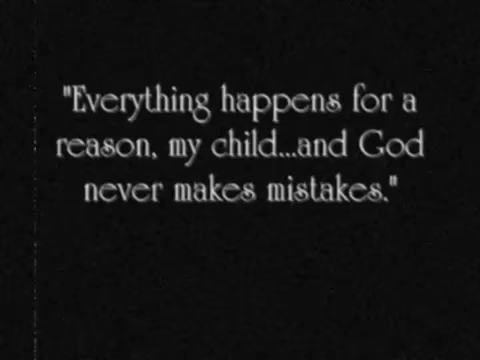 "Everything happens for a
reason, my child...and God
never makes mistakes."